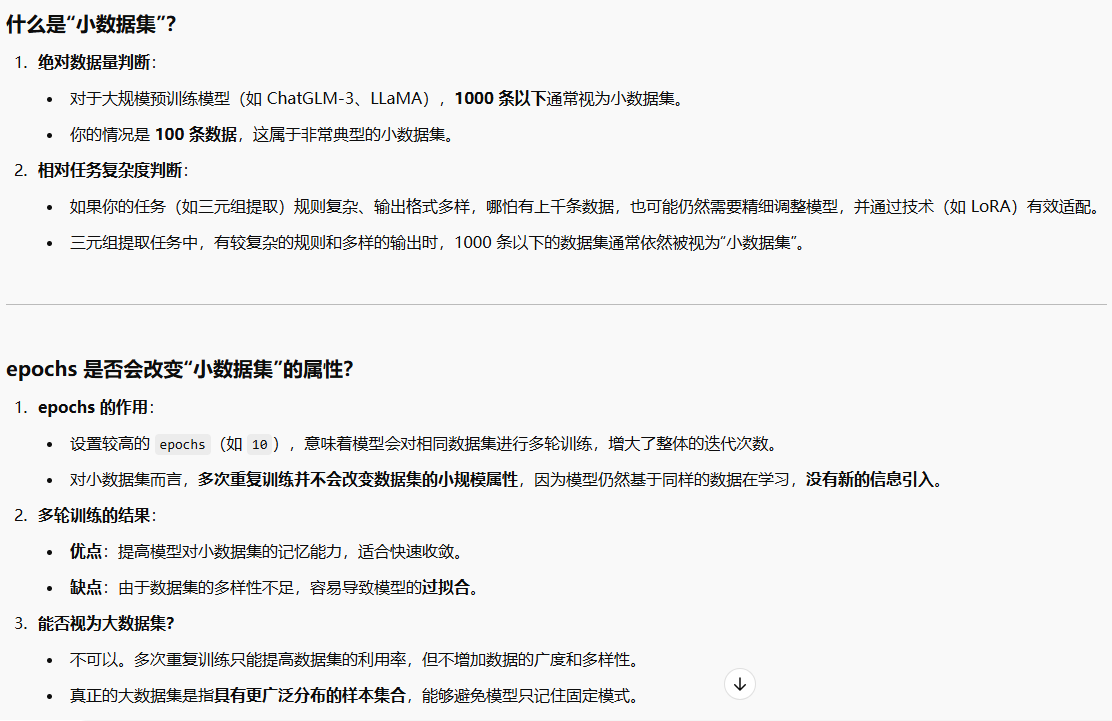 什么是“小数据集”？
1. 绝对数据量判断：
• 对于大规模预训练模型（如 ChatGLM-3、LLaMA），1000 条以下通常视为小数据集。
• 你的情况是 100 条数据，这属于非常典型的小数据集。
2. 相对任务复杂度判断：
• 如果你的任务（如三元组提取）规则复杂、输出格式多样，哪怕有上千条数据，也可能仍然需要精细调整模型，并通过技术（如 LoRA）有效适配。
• 三元组提取任务中，有较复杂的规则和多样的输出时，1000 条以下的数据集通常依然被视为“小数据集”。
epochs 是否会改变“小数据集”的属性？
1. epochs 的作用：
• 设置较高的 epochs（如 10），意味着模型会对相同数据集进行多轮训练，增大了整体的迭代次数。
• 对小数据集而言，多次重复训练并不会改变数据集的小规模属性，因为模型仍然基于同样的数据在学习，没有新的信息引入。
2. 多轮训练的结果：
• 优点：提高模型对小数据集的记忆能力，适合快速收敛。
• 缺点：由于数据集的多样性不足，容易导致模型的过拟合。
3. 能否视为大数据集？
• 不可以。多次重复训练只能提高数据集的利用率，但不增加数据的广度和多样性。
• 真正的大数据集是指具有更广泛分布的样本集合，能够避免模型只记住固定模式。